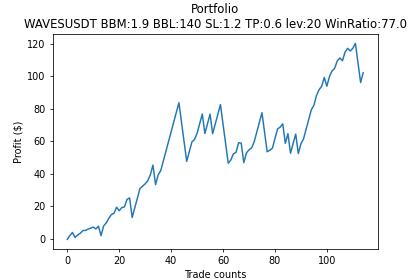 Portfolio
WAVESUSDT BBM:1.9 BBL:140 SL:1.2 TP:0.6 lev:20 WinRatio:77.0
120
100
80
60
40
20
0
Profit ($)
0 20 40 60 80 100
Trade counts